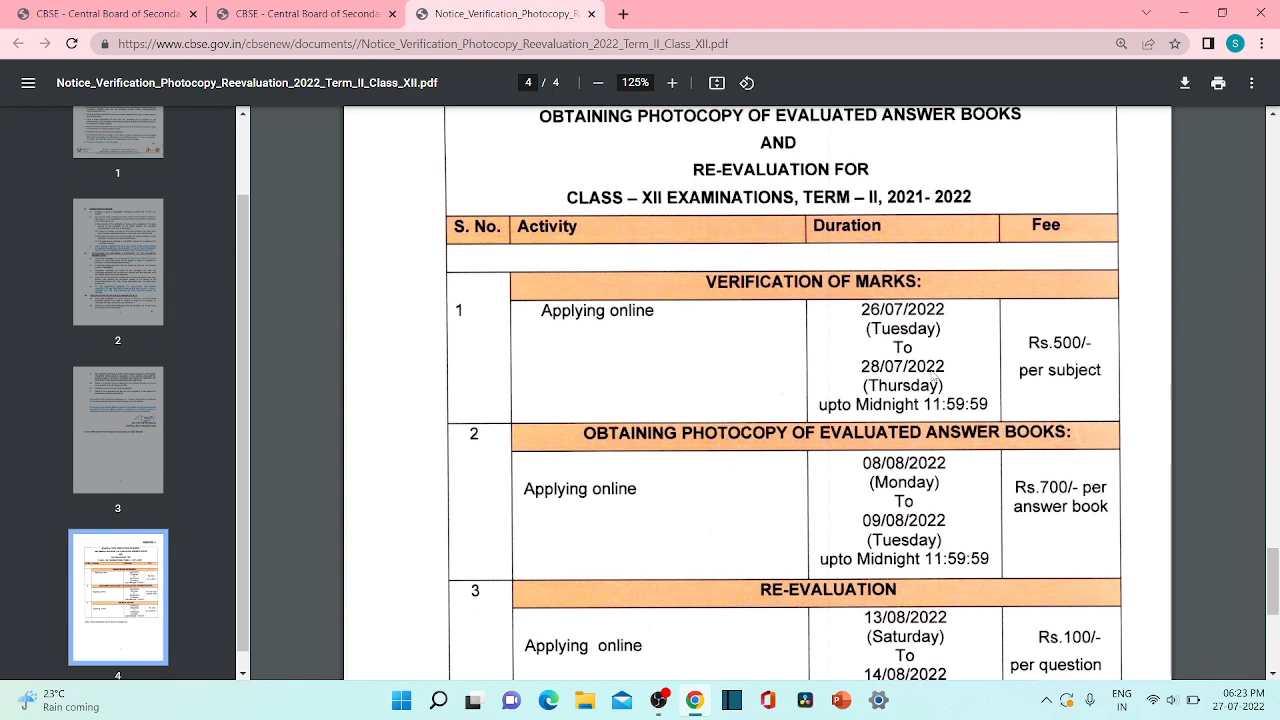 CBSE - Central Board of Seconda
CBSE - Central Board of Seconda
Notice_Verification_Photocopy_Re
https://www.cbse.gov.in/cbsenew/documents//Notice_Verification_Photocopy_Reevaluation_2022_Term_II_Class_XII.pdf
S
Notice_Verification_Photocopy_Reevaluation_2022_Term_II_Class_XII.pdf
4 / 4
125%
1
2
3
4
OBTAINING PHOTOCOPY OF EVALUATED ANSWER BOOKS
AND
RE-EVALUATION FOR
CLASS – XII EXAMINATIONS, TERM – II, 2021- 2022
S. No. Activity Duration Fee
VERIFICATION OF MARKS:
1 Applying online
26/07/2022
(Tuesday)
To
28/07/2022
(Thursday)
upto Midnight 11:59:59
Rs.500/-
per subject
2 OBTAINING PHOTOCOPY OF EVALUATED ANSWER BOOKS:
Applying online
08/08/2022
(Monday)
To
09/08/2022
(Tuesday)
upto Midnight 11:59:59
Rs.700/- per
answer book
3 RE-EVALUATION
Applying online
13/08/2022
(Saturday)
To
14/08/2022
Rs.100/-
per question
23°C
Rain coming
ENG
IN
06:23 PM
27-07-2022